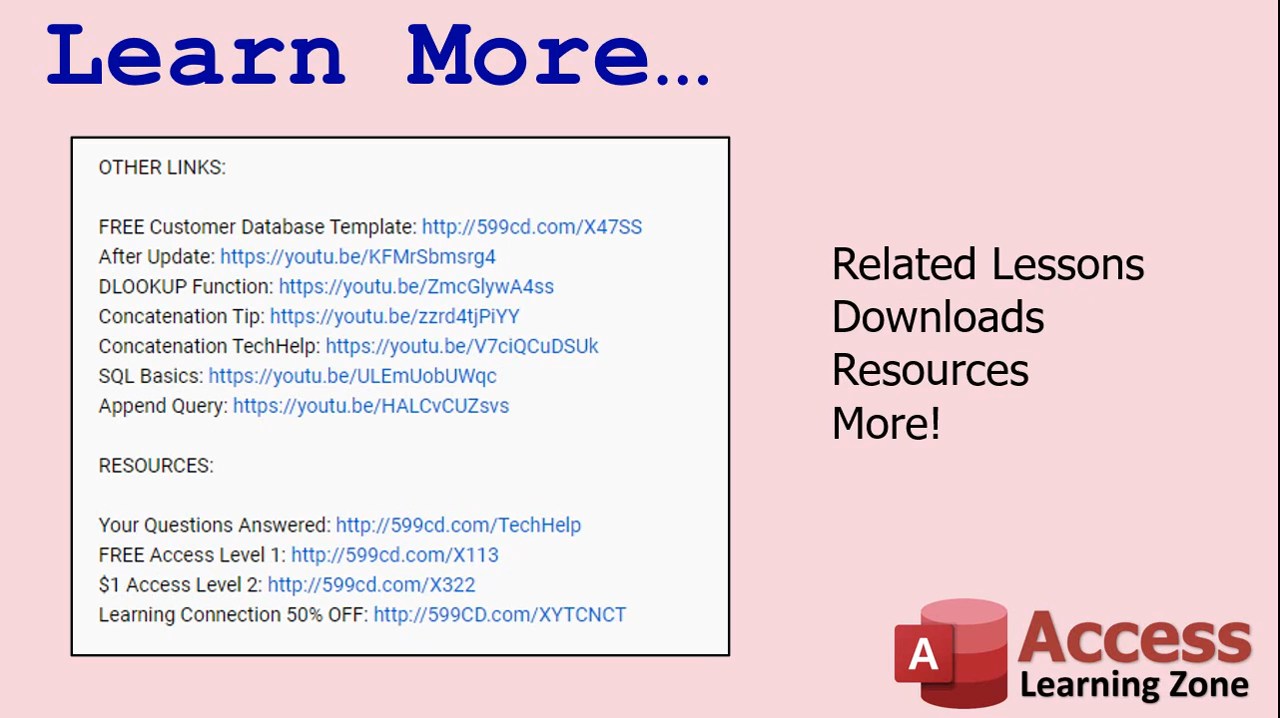 Learn More...
OTHER LINKS:
FREE Customer Database Template: http://599cd.com/X47SS
After Update: https://youtu.be/KFMrSbmsrg4
DLOOKUP Function: https://youtu.be/ZmcGlywA4ss
Concatenation Tip: https://youtu.be/zzrd4tjPiYY
Concatenation TechHelp: https://youtu.be/V7ciQCuDSUk
SQL Basics: https://youtu.be/ULEmUobUWqc
Append Query: https://youtu.be/HALCvCUZsvs
RESOURCES:
Your Questions Answered: http://599cd.com/TechHelp
FREE Access Level 1: http://599cd.com/X113
$1 Access Level 2: http://599cd.com/X322
Learning Connection 50% OFF: http://599CD.com/XYTCNCT
Related Lessons
Downloads
Resources
More!
A
Access
Learning Zone